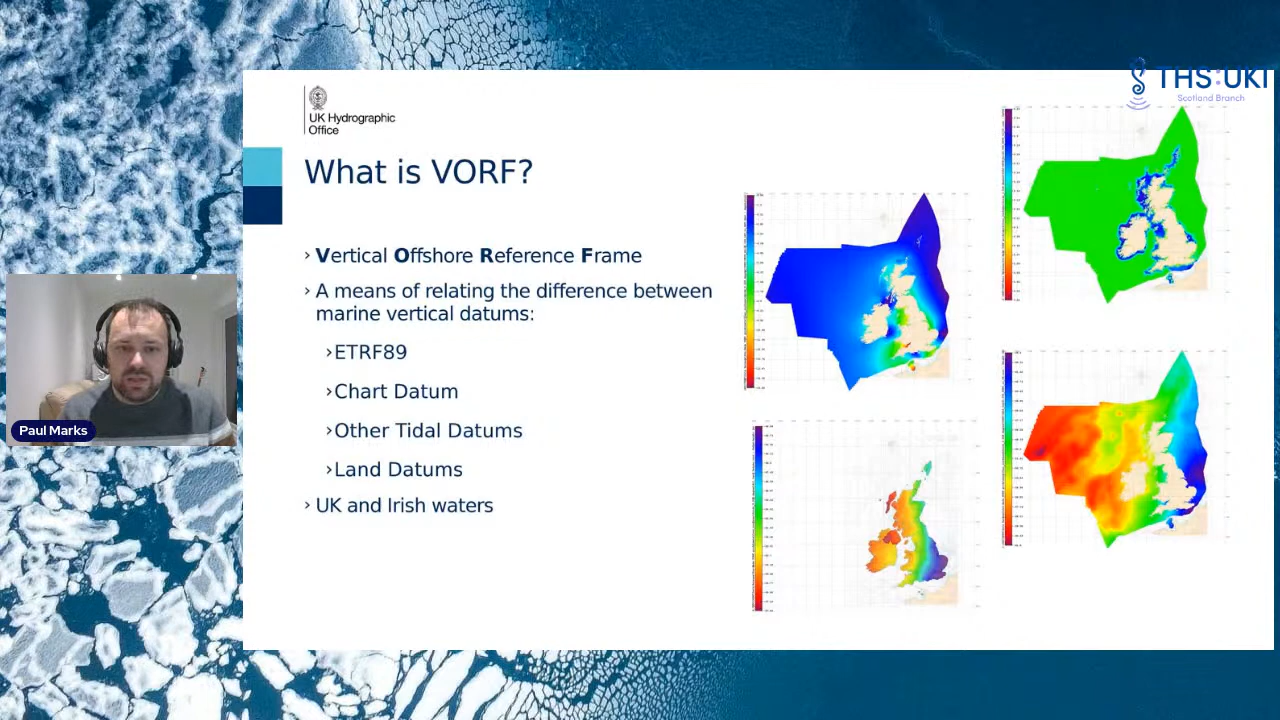 THS:UKI
Scotland Branch
UK Hydrographic
Office
What is VORF?
› Vertical Offshore Reference Frame
› A means of relating the difference between
marine vertical datums:
›ETRF89
›Chart Datum
›Other Tidal Datums
›Land Datums
› UK and Irish waters
Paul Marks